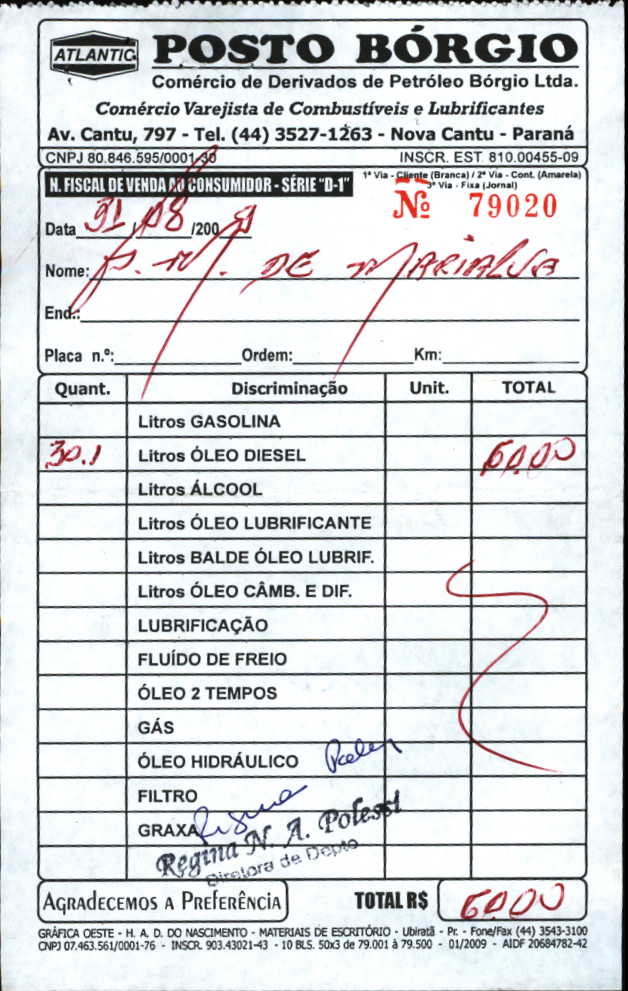 ATLANTIC POSTO BÓRGIO
Comércio de Derivados de Petróleo Bórgio Ltda.
Comércio Varejista de Combustíveis e Lubrificantes
Av. Cantu, 797 - Tel. (44) 3527-1263 - Nova Cantu - Paraná
CNPJ 80.846.595/0001-30 INSCR. EST. 810.00455-09
N. FISCAL DE VENDA AO CONSUMIDOR - SÉRIE "D-1" 1ª Via - Cliente (Branca) / 2ª Via - Cont. (Amarela)
3ª Via - Fixa (Jornal)
Nº 79020
Data 31/08/200 9
Nome: P. M. DE MARIALVA
End.:
Placa n.º: Ordem: Km:
Quant. Discriminação Unit. TOTAL
Litros GASOLINA
30.1 Litros ÓLEO DIESEL 60.00
Litros ÁLCOOL
Litros ÓLEO LUBRIFICANTE
Litros BALDE ÓLEO LUBRIF.
Litros ÓLEO CÂMB. E DIF.
LUBRIFICAÇÃO
FLUÍDO DE FREIO
ÓLEO 2 TEMPOS
GÁS
ÓLEO HIDRÁULICO
FILTRO
GRAXA
Regina N. A. Polessi
Diretora de Depto
AGRADECEMOS A PREFERÊNCIA TOTAL R$ 60.00
GRÁFICA OESTE - H. A. D. DO NASCIMENTO - MATERIAIS DE ESCRITÓRIO - Ubiratã - Pr. - Fone/Fax (44) 3543-3100
CNPJ 07.463.561/0001-76 - INSCR. 903.43021-43 - 10 BLS. 50x3 de 79.001 à 79.500 - 01/2009 - AIDF 20684782-42